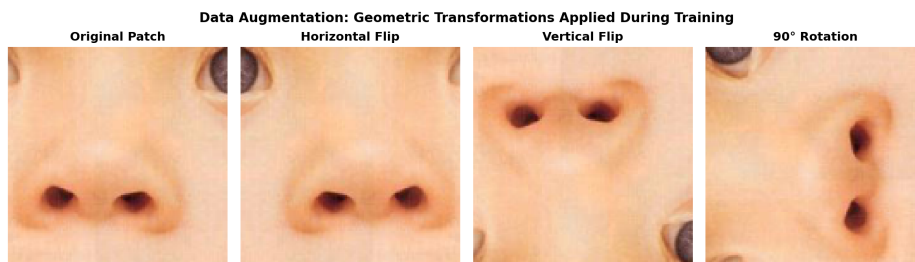 Data Augmentation: Geometric Transformations Applied During Training
Original Patch
Horizontal Flip
Vertical Flip
90° Rotation